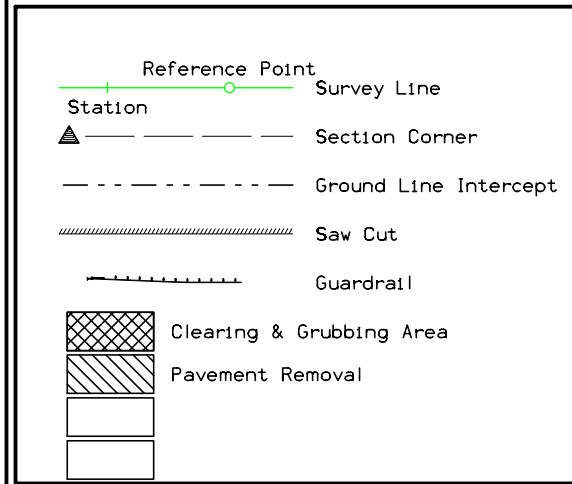 Reference Point
Survey Line
Station
Section Corner
Ground Line Intercept
Saw Cut
Guardrail
Clearing & Grubbing Area
Pavement Removal